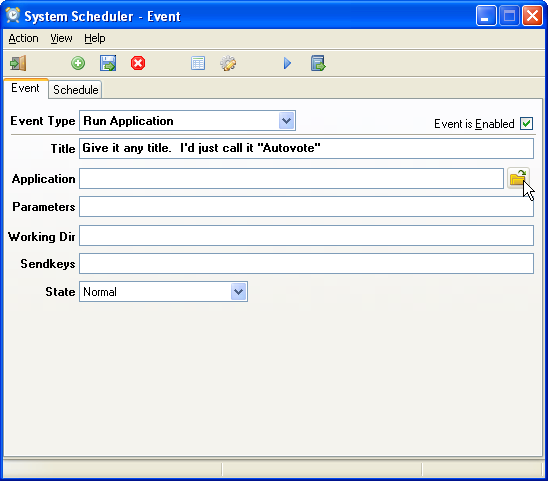 System Scheduler - Event
Action View Help
Event Schedule
Event Type Run Application Event is Enabled
Title Give it any title. I'd just call it "Autovote"
Application
Parameters
Working Dir
Sendkeys
State Normal